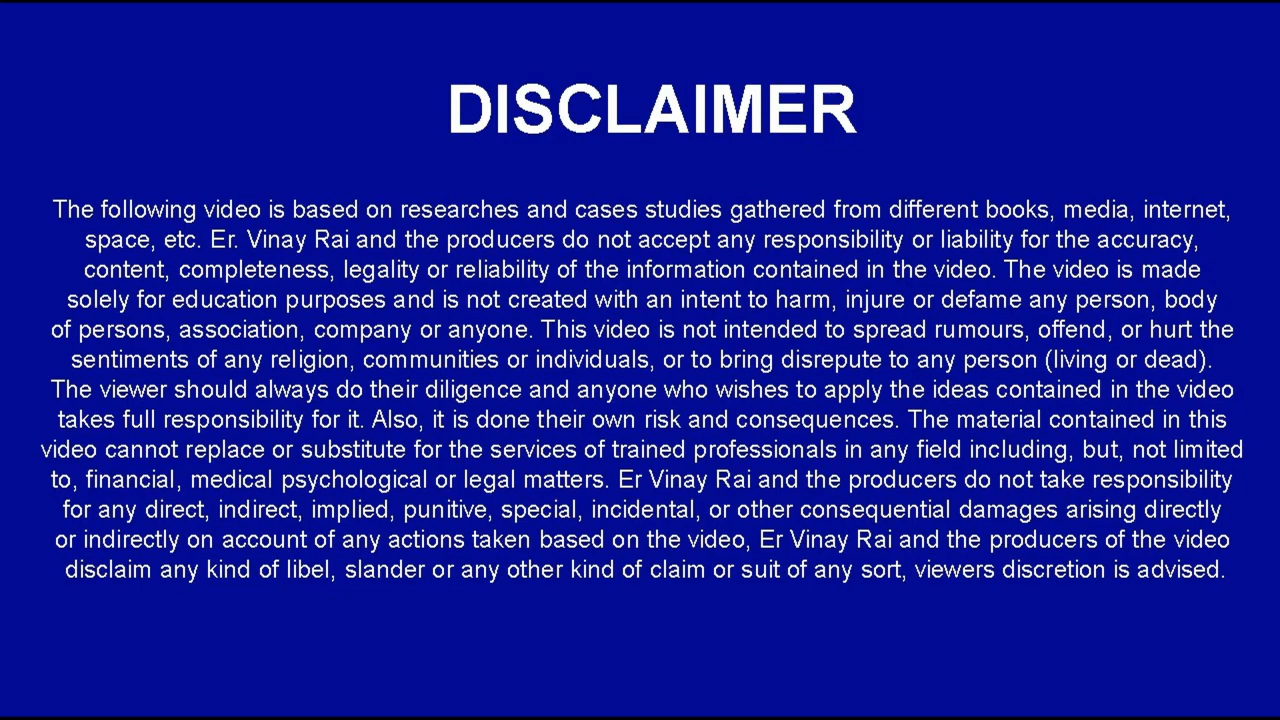 DISCLAIMER
The following video is based on researches and cases studies gathered from different books, media, internet,
space, etc. Er. Vinay Rai and the producers do not accept any responsibility or liability for the accuracy,
content, completeness, legality or reliability of the information contained in the video. The video is made
solely for education purposes and is not created with an intent to harm, injure or defame any person, body
of persons, association, company or anyone. This video is not intended to spread rumours, offend, or hurt the
sentiments of any religion, communities or individuals, or to bring disrepute to any person (living or dead).
The viewer should always do their diligence and anyone who wishes to apply the ideas contained in the video
takes full responsibility for it. Also, it is done their own risk and consequences. The material contained in this
video cannot replace or substitute for the services of trained professionals in any field including, but, not limited
to, financial, medical psychological or legal matters. Er Vinay Rai and the producers do not take responsibility
for any direct, indirect, implied, punitive, special, incidental, or other consequential damages arising directly
or indirectly on account of any actions taken based on the video, Er Vinay Rai and the producers of the video
disclaim any kind of libel, slander or any other kind of claim or suit of any sort, viewers discretion is advised.